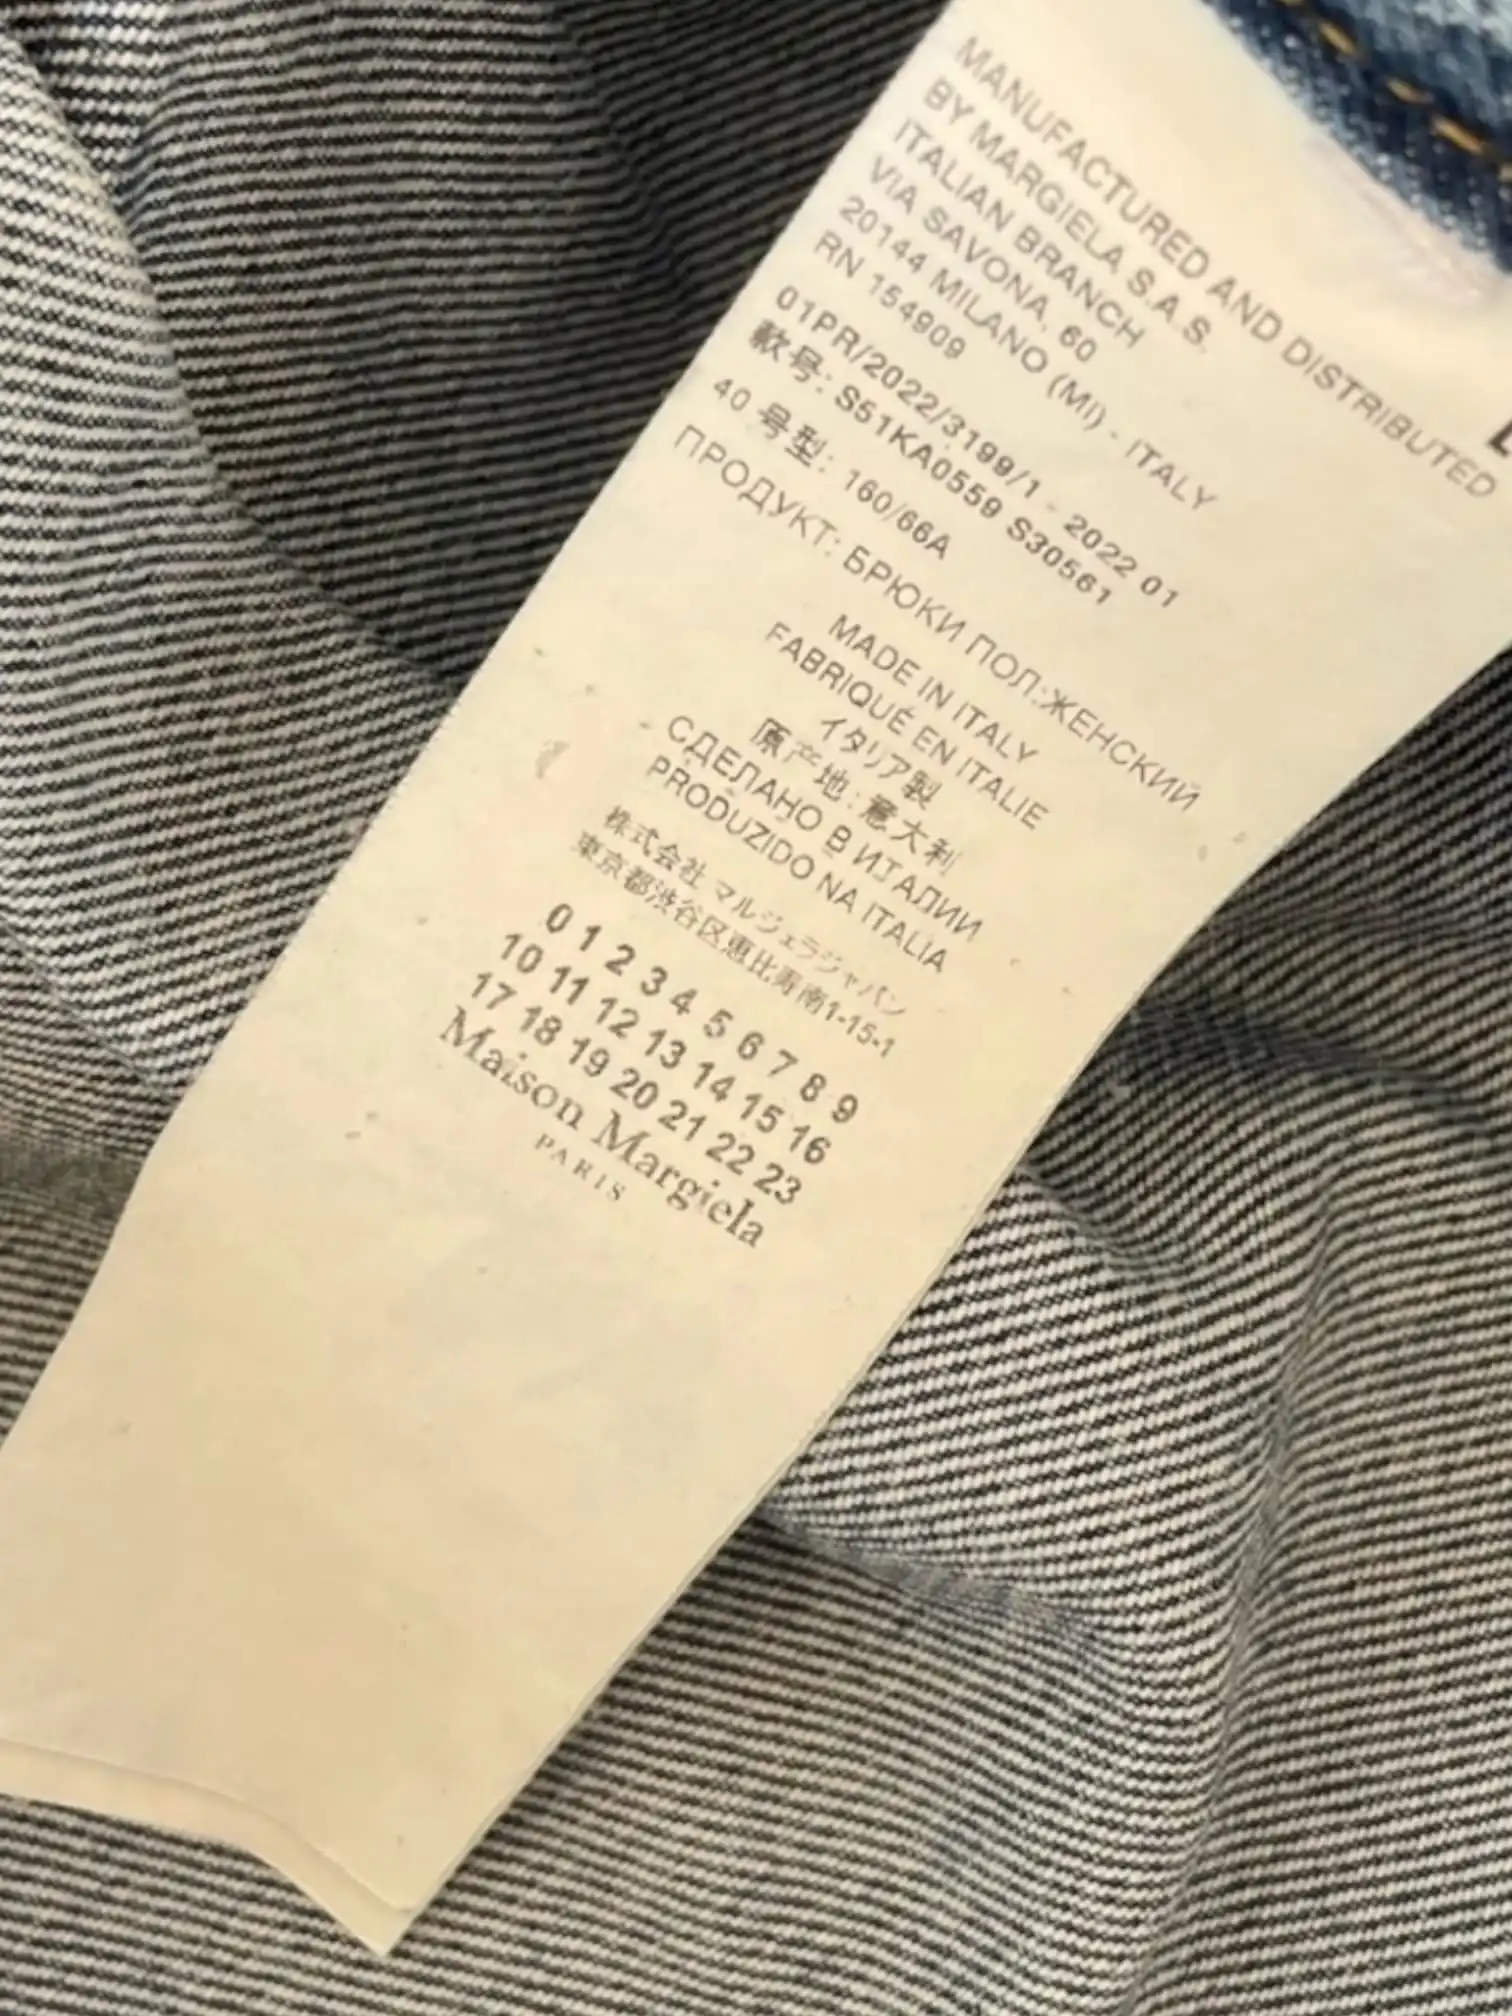 MANUFACTURED AND DISTRIBUTED
BY MARGIELA S.A.S.
ITALIAN BRANCH
VIA SAVONA, 60
20144 MILANO (MI) - ITALY
RN 154909
01PR/2022/3199/1 - 2022 01
款号: S51KA0559 S30561
40 号型: 160/66A
ПРОДУКТ: БРЮКИ ПОЛ:ЖЕНСКИЙ
MADE IN ITALY
FABRIQUÉ EN ITALIE
イタリア製
原产地: 意大利
СДЕЛАНО В ИТАЛИИ
PRODUZIDO NA ITALIA
株式会社 マルジェラジャパン
東京都渋谷区恵比寿南1-15-1
0 1 2 3 4 5 6 7 8 9
10 11 12 13 14 15 16
17 18 19 20 21 22 23
Maison Margiela
PARIS